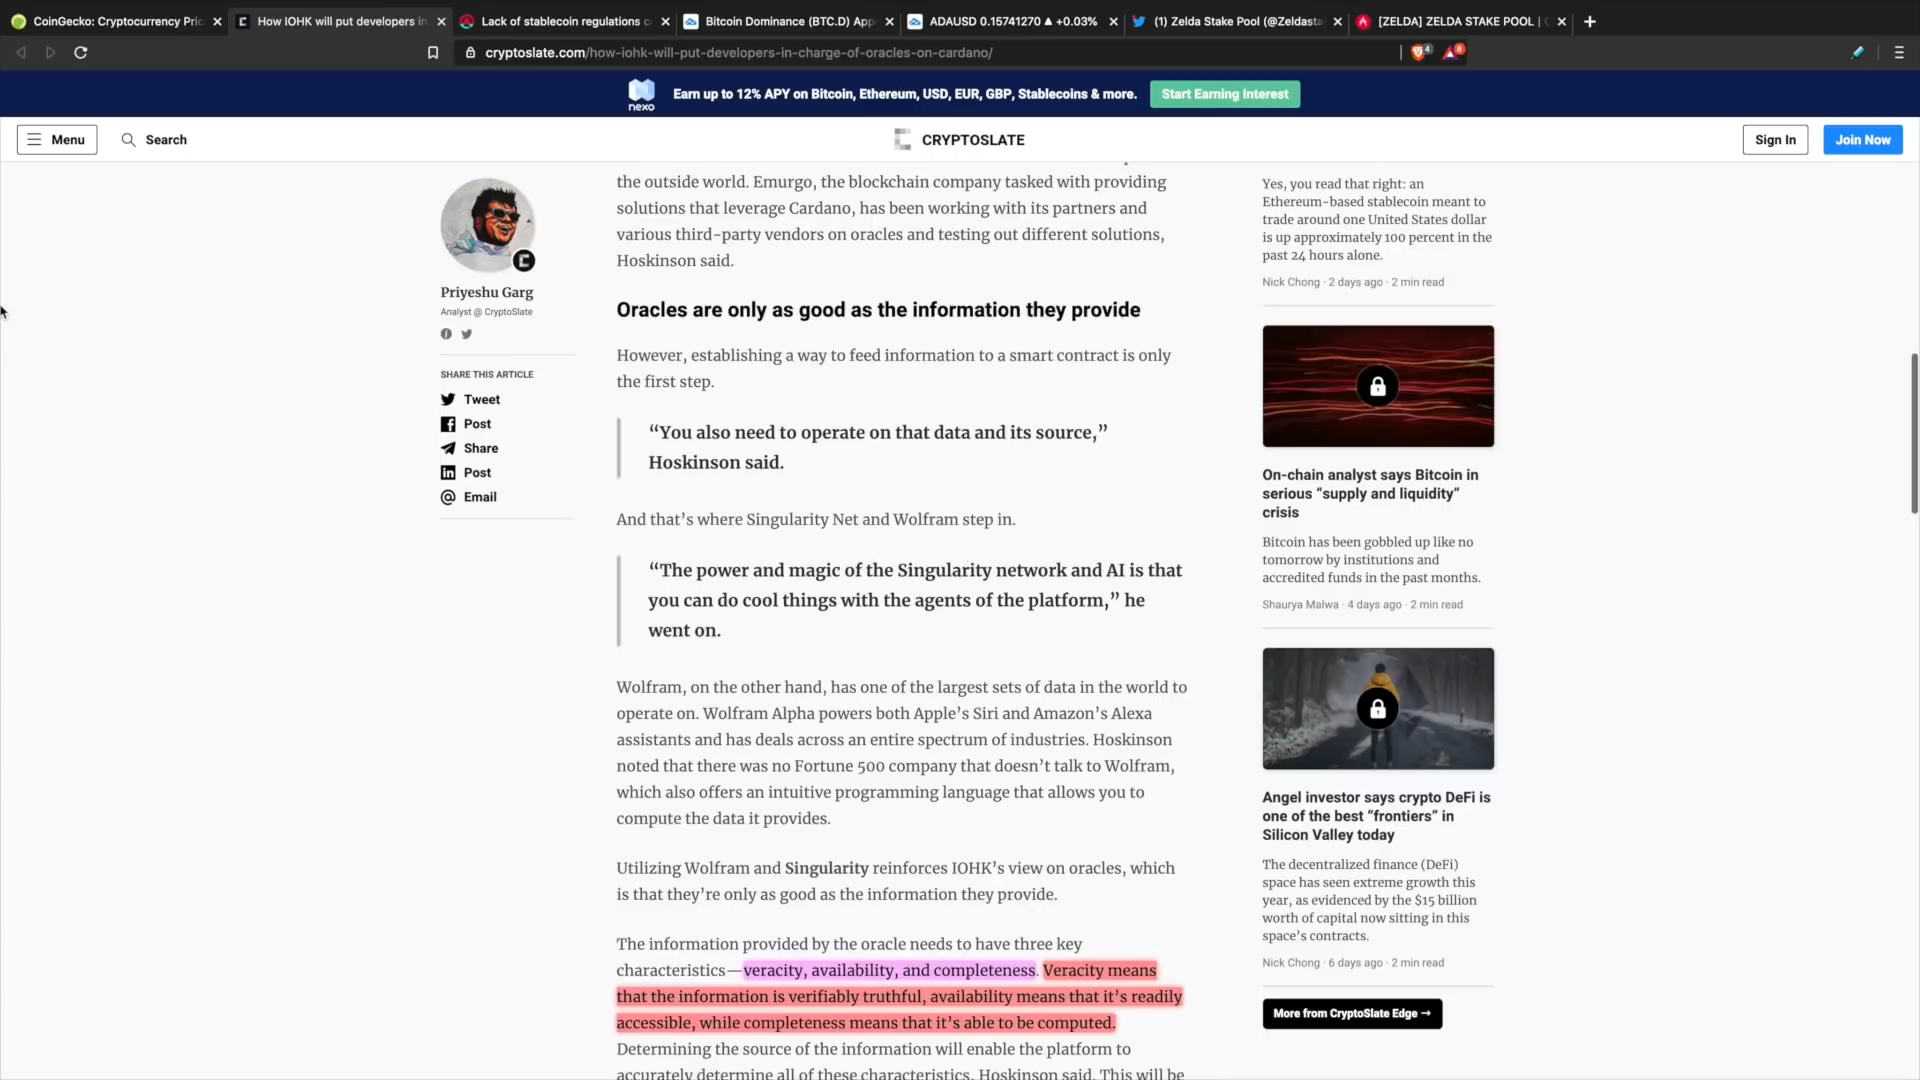 CoinGecko: Cryptocurrency Pric
How IOHK will put developers in
Lack of stablecoin regulations c
Bitcoin Dominance (BTC.D) App
ADAUSD 0.15741270 ▲ +0.03%
(1) Zelda Stake Pool (@Zeldasta
[ZELDA] ZELDA STAKE POOL |
cryptoslate.com/how-iohk-will-put-developers-in-charge-of-oracles-on-cardano/
4
8
nexo
Earn up to 12% APY on Bitcoin, Ethereum, USD, EUR, GBP, Stablecoins & more.
Start Earning Interest
Menu
Search
CRYPTOSLATE
Sign In
Join Now
Priyeshu Garg
Analyst @ CryptoSlate
SHARE THIS ARTICLE
Tweet
Post
Share
Post
Email
the outside world. Emurgo, the blockchain company tasked with providing
solutions that leverage Cardano, has been working with its partners and
various third-party vendors on oracles and testing out different solutions,
Hoskinson said.
Oracles are only as good as the information they provide
However, establishing a way to feed information to a smart contract is only
the first step.
“You also need to operate on that data and its source,”
Hoskinson said.
And that’s where Singularity Net and Wolfram step in.
“The power and magic of the Singularity network and AI is that
you can do cool things with the agents of the platform,” he
went on.
Wolfram, on the other hand, has one of the largest sets of data in the world to
operate on. Wolfram Alpha powers both Apple’s Siri and Amazon’s Alexa
assistants and has deals across an entire spectrum of industries. Hoskinson
noted that there was no Fortune 500 company that doesn’t talk to Wolfram,
which also offers an intuitive programming language that allows you to
compute the data it provides.
Utilizing Wolfram and Singularity reinforces IOHK’s view on oracles, which
is that they’re only as good as the information they provide.
The information provided by the oracle needs to have three key
characteristics—veracity, availability, and completeness. Veracity means
that the information is verifiably truthful, availability means that it’s readily
accessible, while completeness means that it’s able to be computed.
Determining the source of the information will enable the platform to
accurately determine all of these characteristics, Hoskinson said. This will be
Yes, you read that right: an
Ethereum-based stablecoin meant to
trade around one United States dollar
is up approximately 100 percent in the
past 24 hours alone.
Nick Chong · 2 days ago · 2 min read
On-chain analyst says Bitcoin in
serious “supply and liquidity”
crisis
Bitcoin has been gobbled up like no
tomorrow by institutions and
accredited funds in the past months.
Shaurya Malwa · 4 days ago · 2 min read
Angel investor says crypto DeFi is
one of the best “frontiers” in
Silicon Valley today
The decentralized finance (DeFi)
space has seen extreme growth this
year, as evidenced by the $15 billion
worth of capital now sitting in this
space’s contracts.
Nick Chong · 6 days ago · 2 min read
More from CryptoSlate Edge →